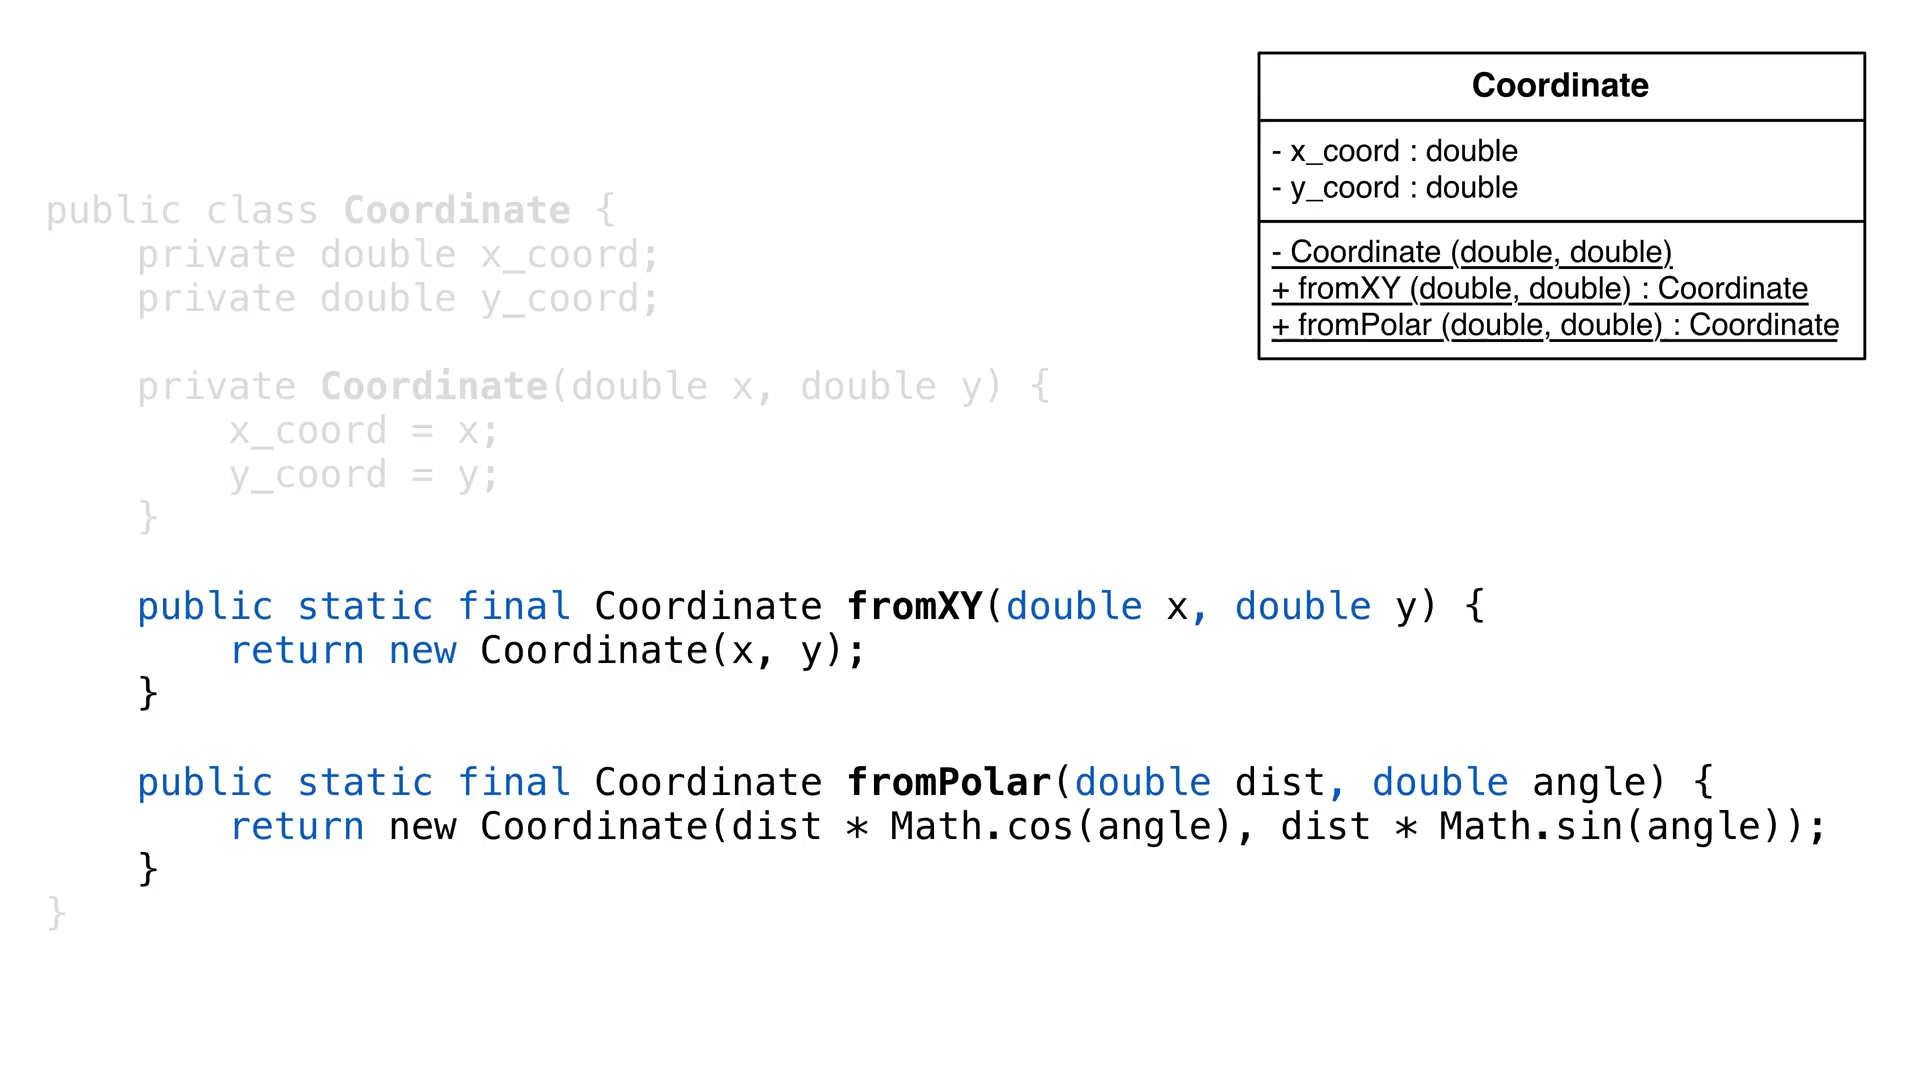 Coordinate
- x_coord : double
- y_coord : double
- Coordinate (double, double)
+ fromXY (double, double) : Coordinate
+ fromPolar (double, double) : Coordinate
public class Coordinate {
    private double x_coord;
    private double y_coord;
    private Coordinate(double x, double y) {
        x_coord = x;
        y_coord = y;
    }
    public static final Coordinate fromXY(double x, double y) {
        return new Coordinate(x, y);
    }
    public static final Coordinate fromPolar(double dist, double angle) {
        return new Coordinate(dist * Math.cos(angle), dist * Math.sin(angle));
    }
}